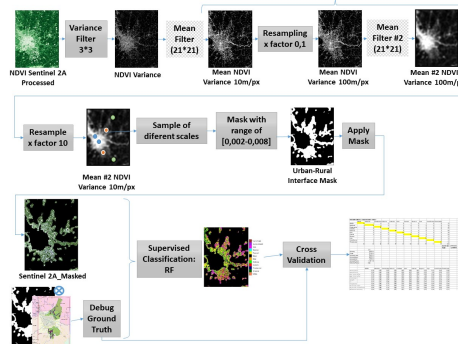 Variance
Filter
3*3
Mean
Filter
(21*21)
Resampling
x factor 0,1
Mean Filter #2
(21*21)
NDVI Sentinel 2A
Processed
NDVI Variance
Mean NDVI
Variance 10m/px
Mean NDVI
Variance 100m/px
Mean #2 NDVI
Variance 100m/px
Resample
x factor 10
Mean #2 NDVI
Variance 10m/px
Sample of
diferent scales
Mask with
range of
[0,002-0,008]
Urban-Rural
Interface Mask
Apply
Mask
Sentinel 2A_Masked
Supervised
Classification:
RF
Cross
Validation
Debug
Ground
Truth